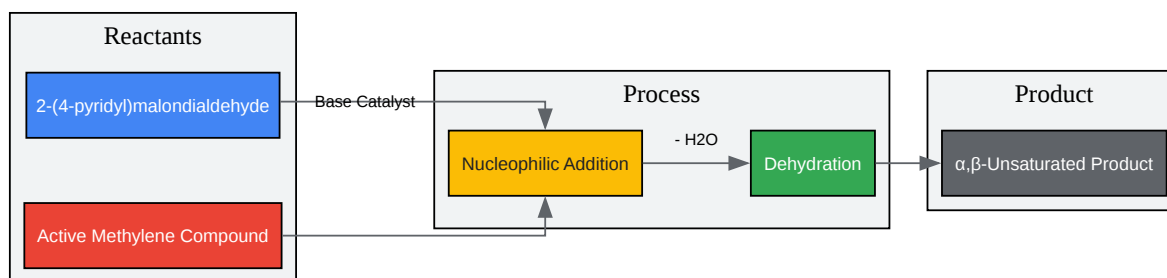 Reactants
2-(4-pyridyl)malondialdehyde
Active Methylene Compound
Base Catalyst
Process
Nucleophilic Addition
- H2O
Dehydration
Product
α,β-Unsaturated Product